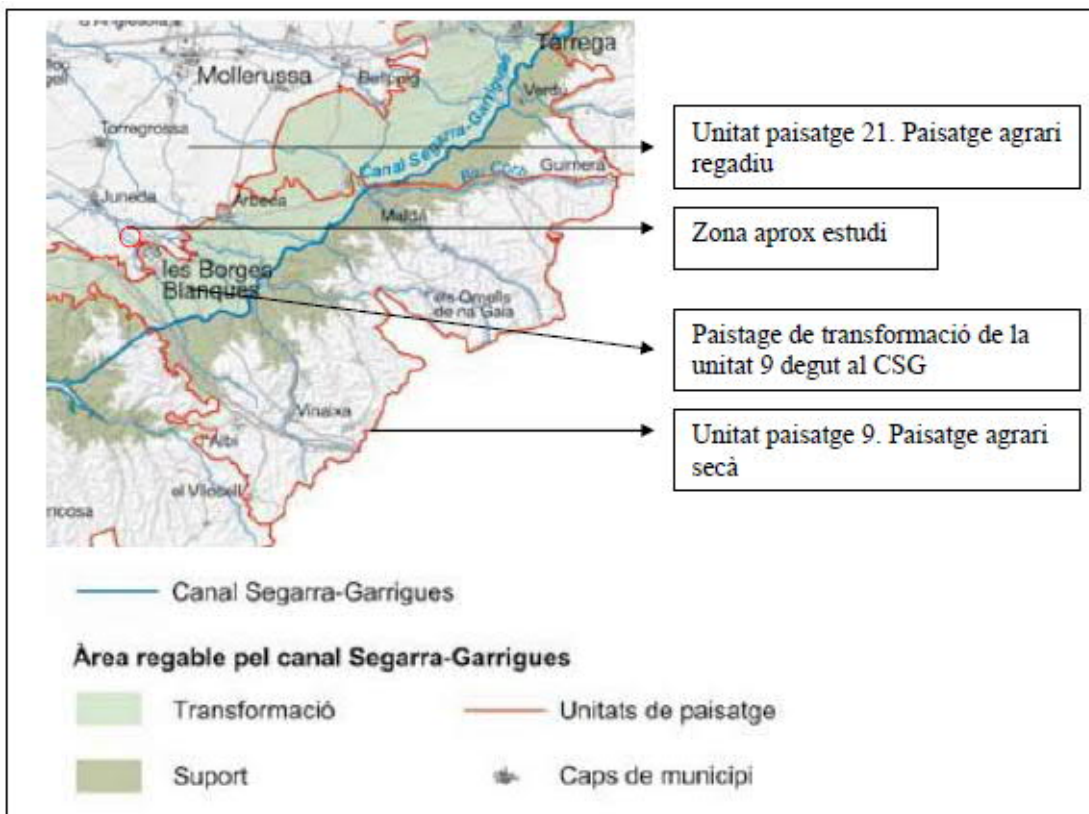 Mollerussa
Tàrrega
Bellpuig
Verdú
Torregrossa
Canal Segarra-Garrigues
Riu Corb
Guimerà
Juneda
Arbeca
Maldà
les Borges
Blanques
els Omells
de na Gaia
Vinaixa
l'Albi
el Vilosell
Unitat paisatge 21. Paisatge agrari
regadiu
Zona aprox estudi
Paistage de transformació de la
unitat 9 degut al CSG
Unitat paisatge 9. Paisatge agrari
secà
Canal Segarra-Garrigues
Àrea regable pel canal Segarra-Garrigues
Transformació
Unitats de paisatge
Suport
Caps de municipi